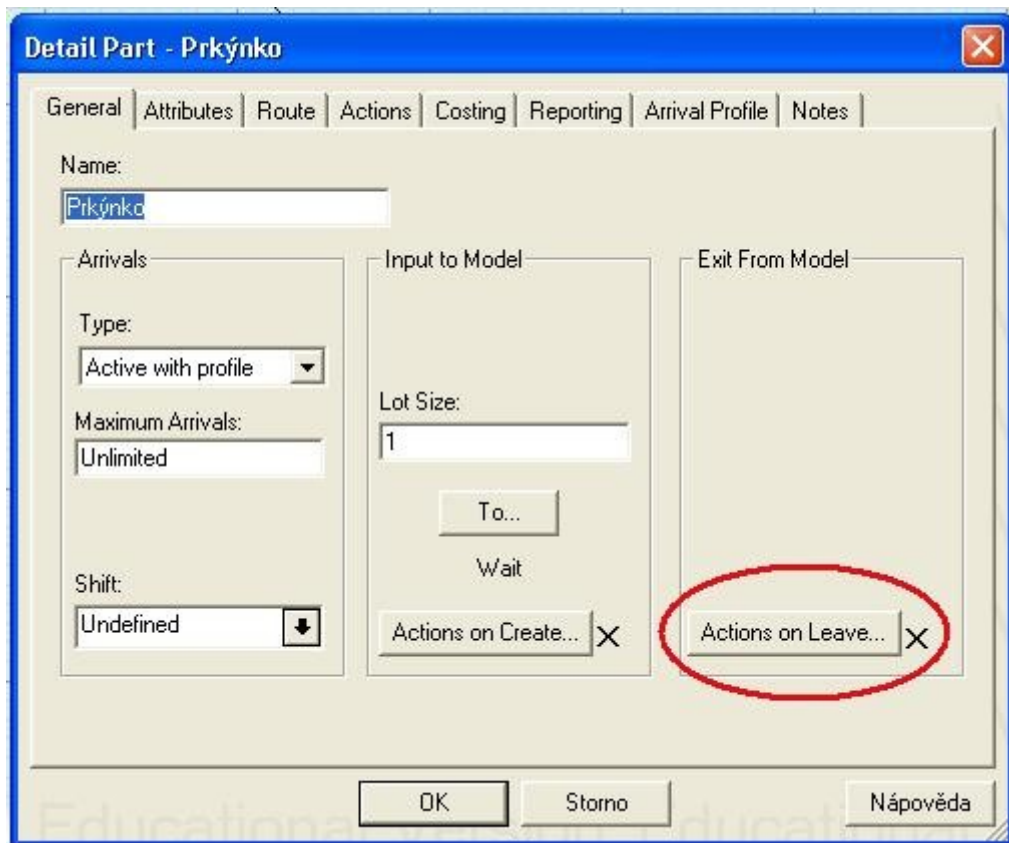 Detail Part - Prkýnko
General Attributes Route Actions Costing Reporting Arrival Profile Notes
Name:
Prkýnko
Arrivals
Type:
Active with profile
Maximum Arrivals:
Unlimited
Shift:
Undefined
Input to Model
Lot Size:
1
To...
Wait
Actions on Create...
Exit From Model
Actions on Leave...
OK Storno Nápověda
Educational Version Educational